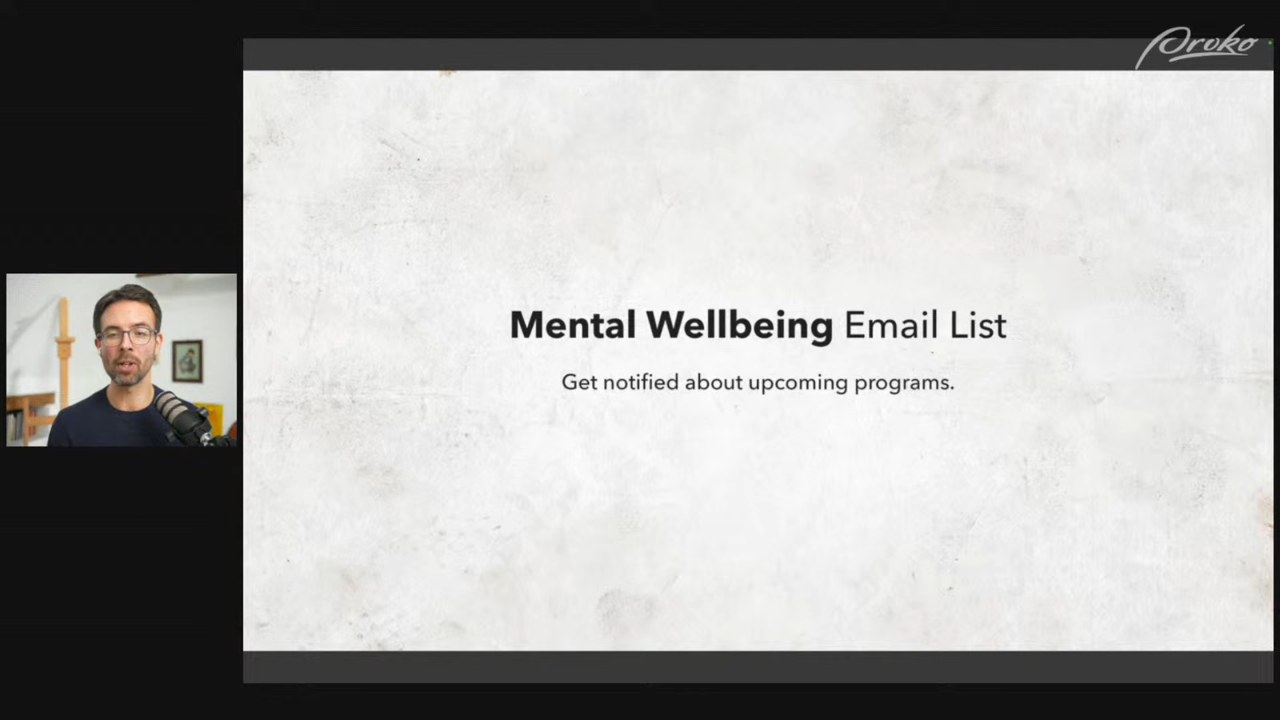 Proko
Mental Wellbeing Email List
Get notified about upcoming programs.